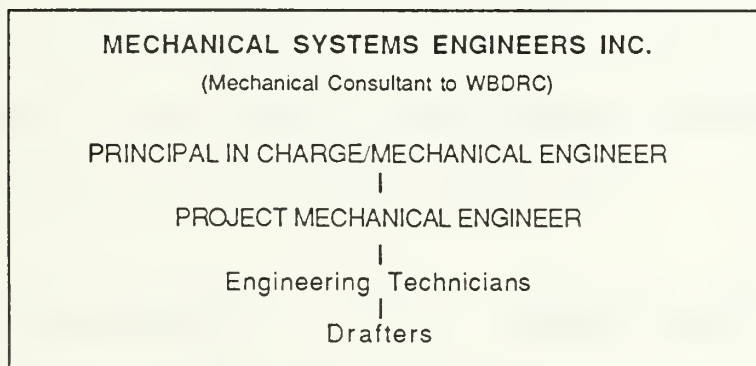 MECHANICAL SYSTEMS ENGINEERS INC.
(Mechanical Consultant to WBDRC)
PRINCIPAL IN CHARGE/MECHANICAL ENGINEER
PROJECT MECHANICAL ENGINEER
Engineering Technicians
Drafters